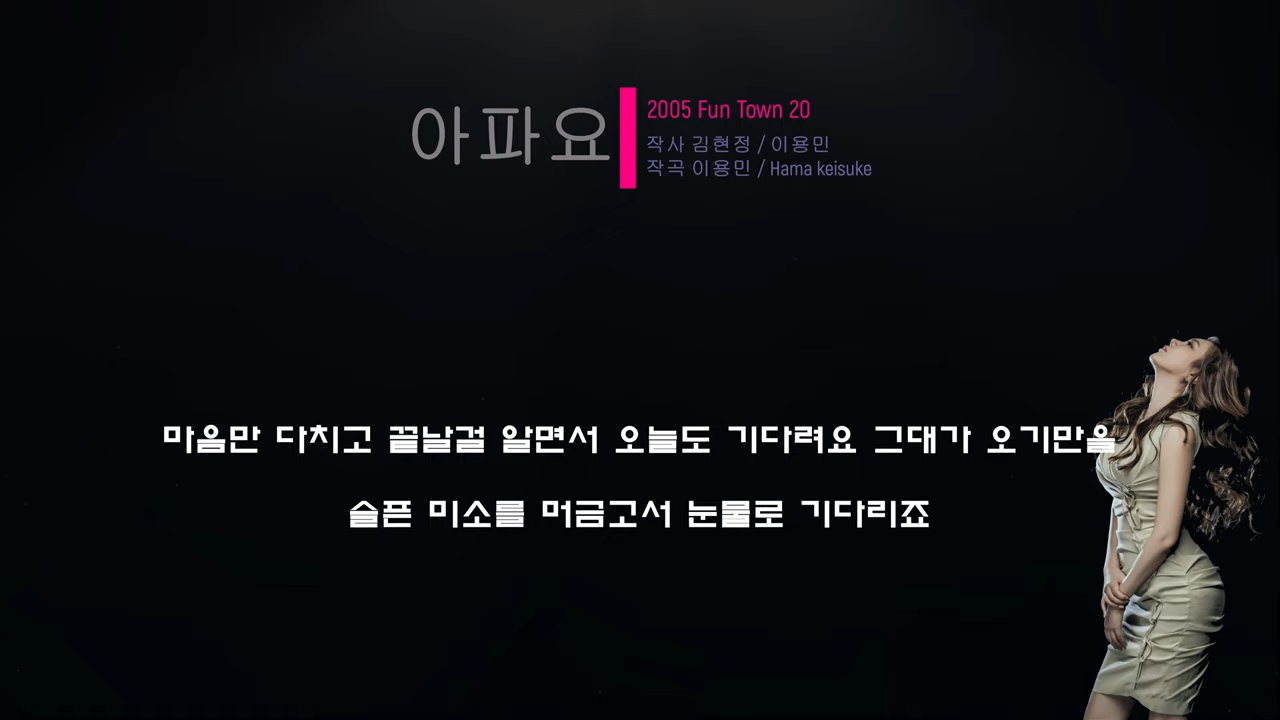 아파요
2005 Fun Town 20
작사 김현정 / 이용민
작곡 이용민 / Hama keisuke
마음만 다치고 끝날걸 알면서 오늘도 기다려요 그대가 오기만을
슬픈 미소를 머금고서 눈물로 기다리죠